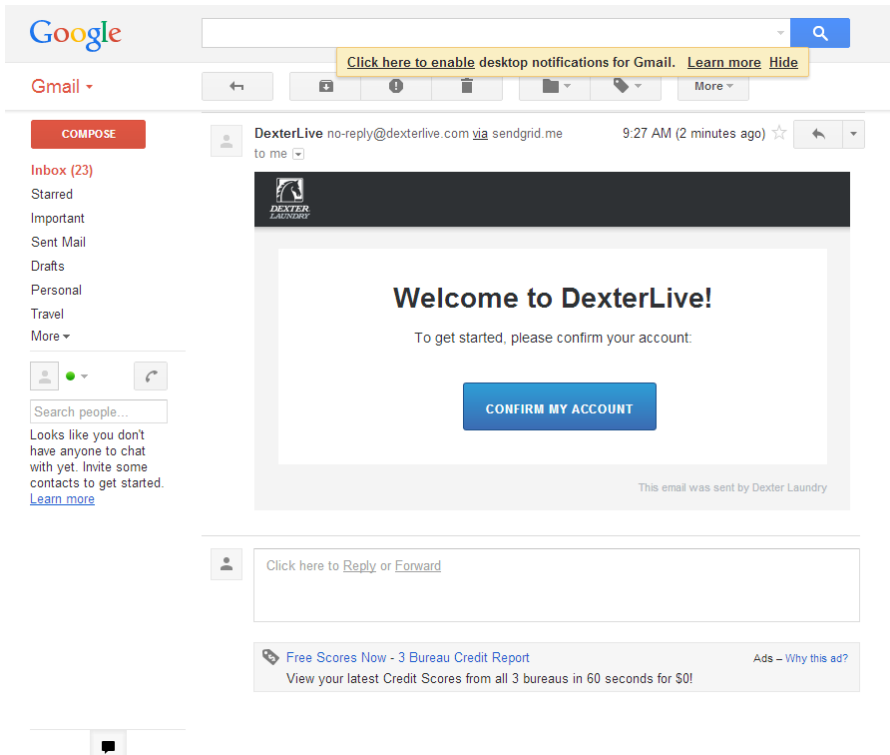 Google
Click here to enable desktop notifications for Gmail. Learn more Hide
Gmail
More
COMPOSE
Inbox (23)
Starred
Important
Sent Mail
Drafts
Personal
Travel
More
Search people...
Looks like you don't
have anyone to chat
with yet. Invite some
contacts to get started.
Learn more
DexterLive no-reply@dexterlive.com via sendgrid.me
9:27 AM (2 minutes ago)
to me
DEXTER
LAUNDRY
Welcome to DexterLive!
To get started, please confirm your account:
CONFIRM MY ACCOUNT
This email was sent by Dexter Laundry
Click here to Reply or Forward
Free Scores Now - 3 Bureau Credit Report
Ads – Why this ad?
View your latest Credit Scores from all 3 bureaus in 60 seconds for $0!